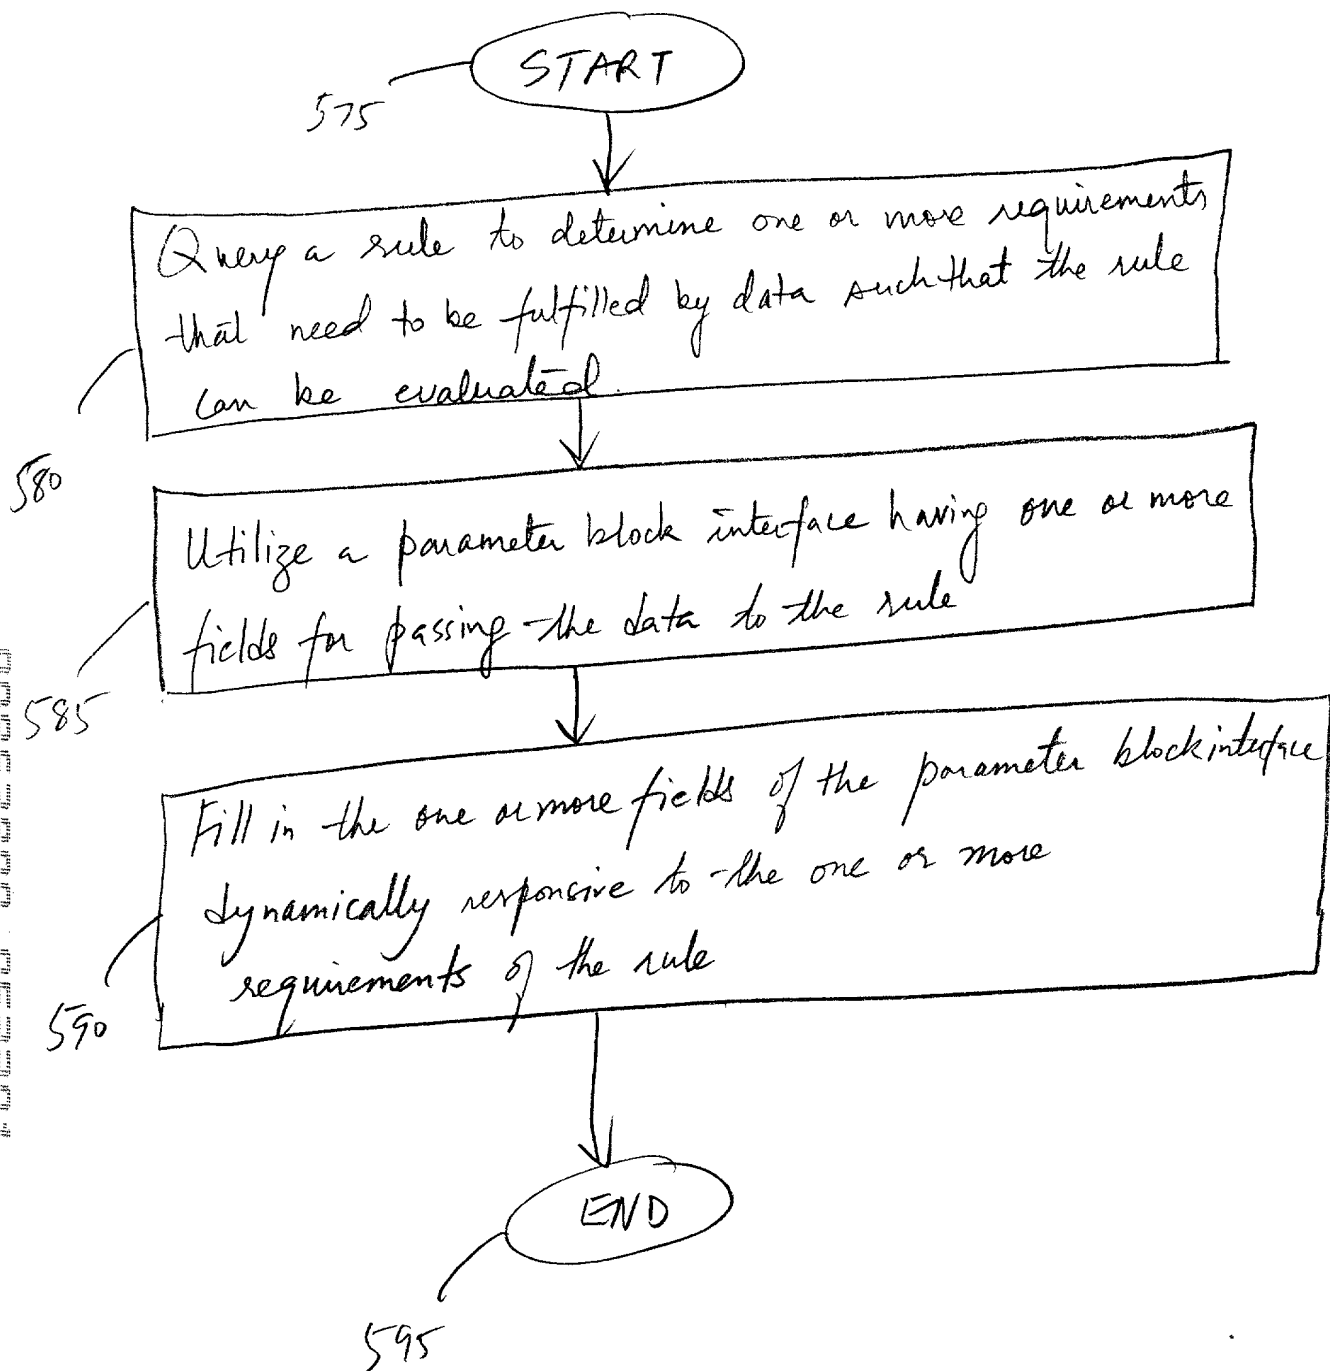 START
575
Query a rule to determine one or more requirements
that need to be fulfilled by data such that the rule
can be evaluated.
580
Utilize a parameter block interface having one or more
fields for passing the data to the rule
585
Fill in the one or more fields of the parameter block interface
dynamically responsive to the one or more
requirements of the rule
590
END
595